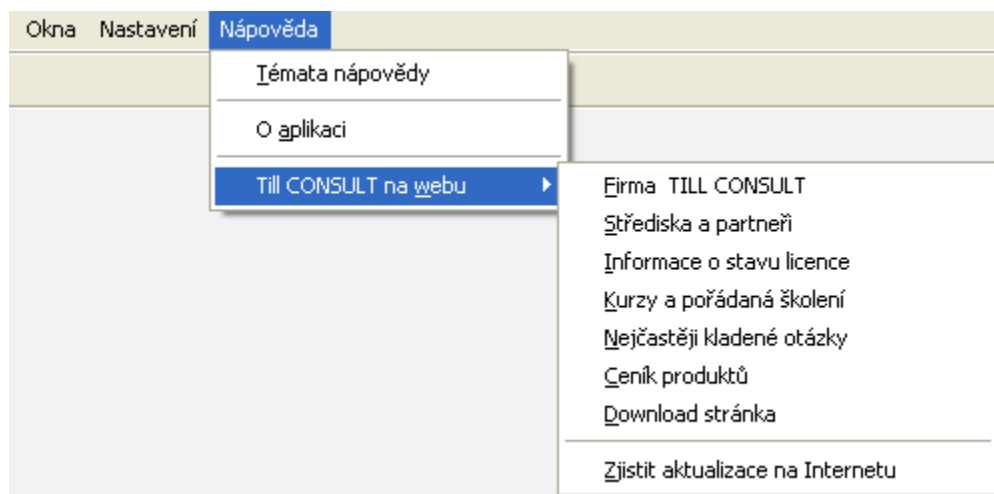 Okna Nastavení Nápověda
Témata nápovědy
O aplikaci
Till CONSULT na webu
Firma TILL CONSULT
Střediska a partneři
Informace o stavu licence
Kurzy a pořádaná školení
Nejčastěji kladené otázky
Ceník produktů
Download stránka
Zjistit aktualizace na Internetu